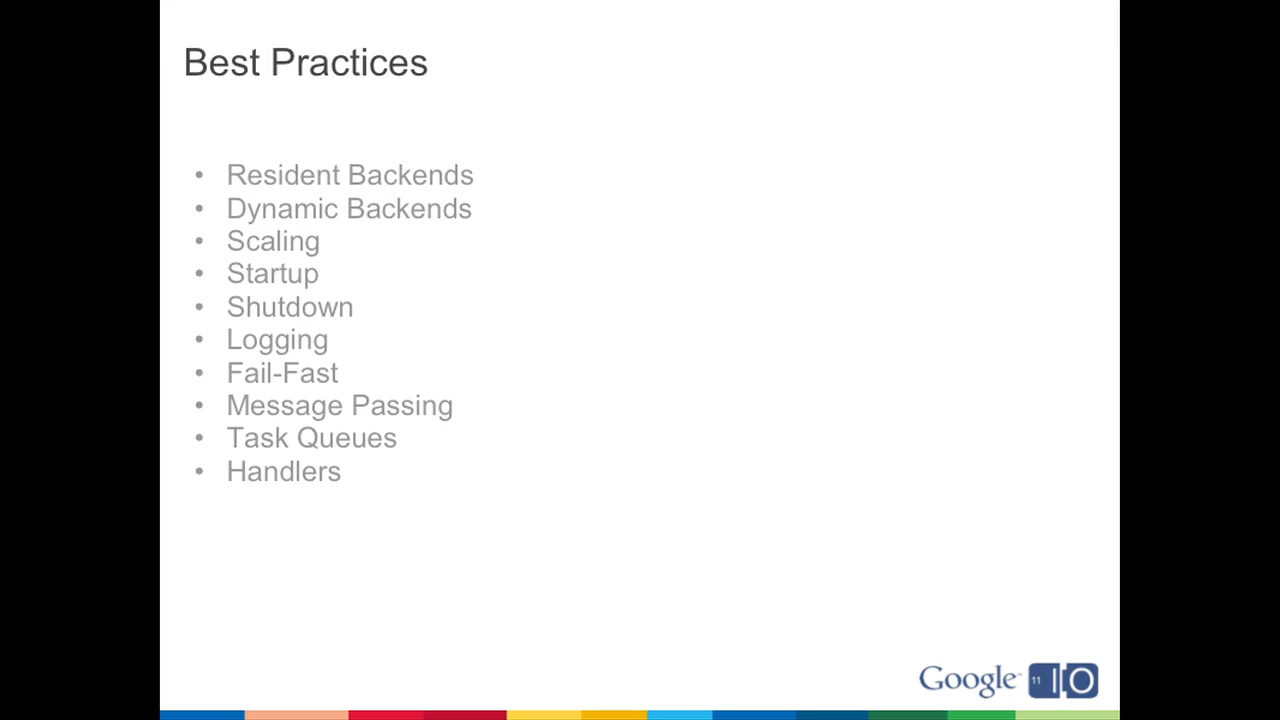 Best Practices
• Resident Backends
• Dynamic Backends
• Scaling
• Startup
• Shutdown
• Logging
• Fail-Fast
• Message Passing
• Task Queues
• Handlers
Google 11 IO